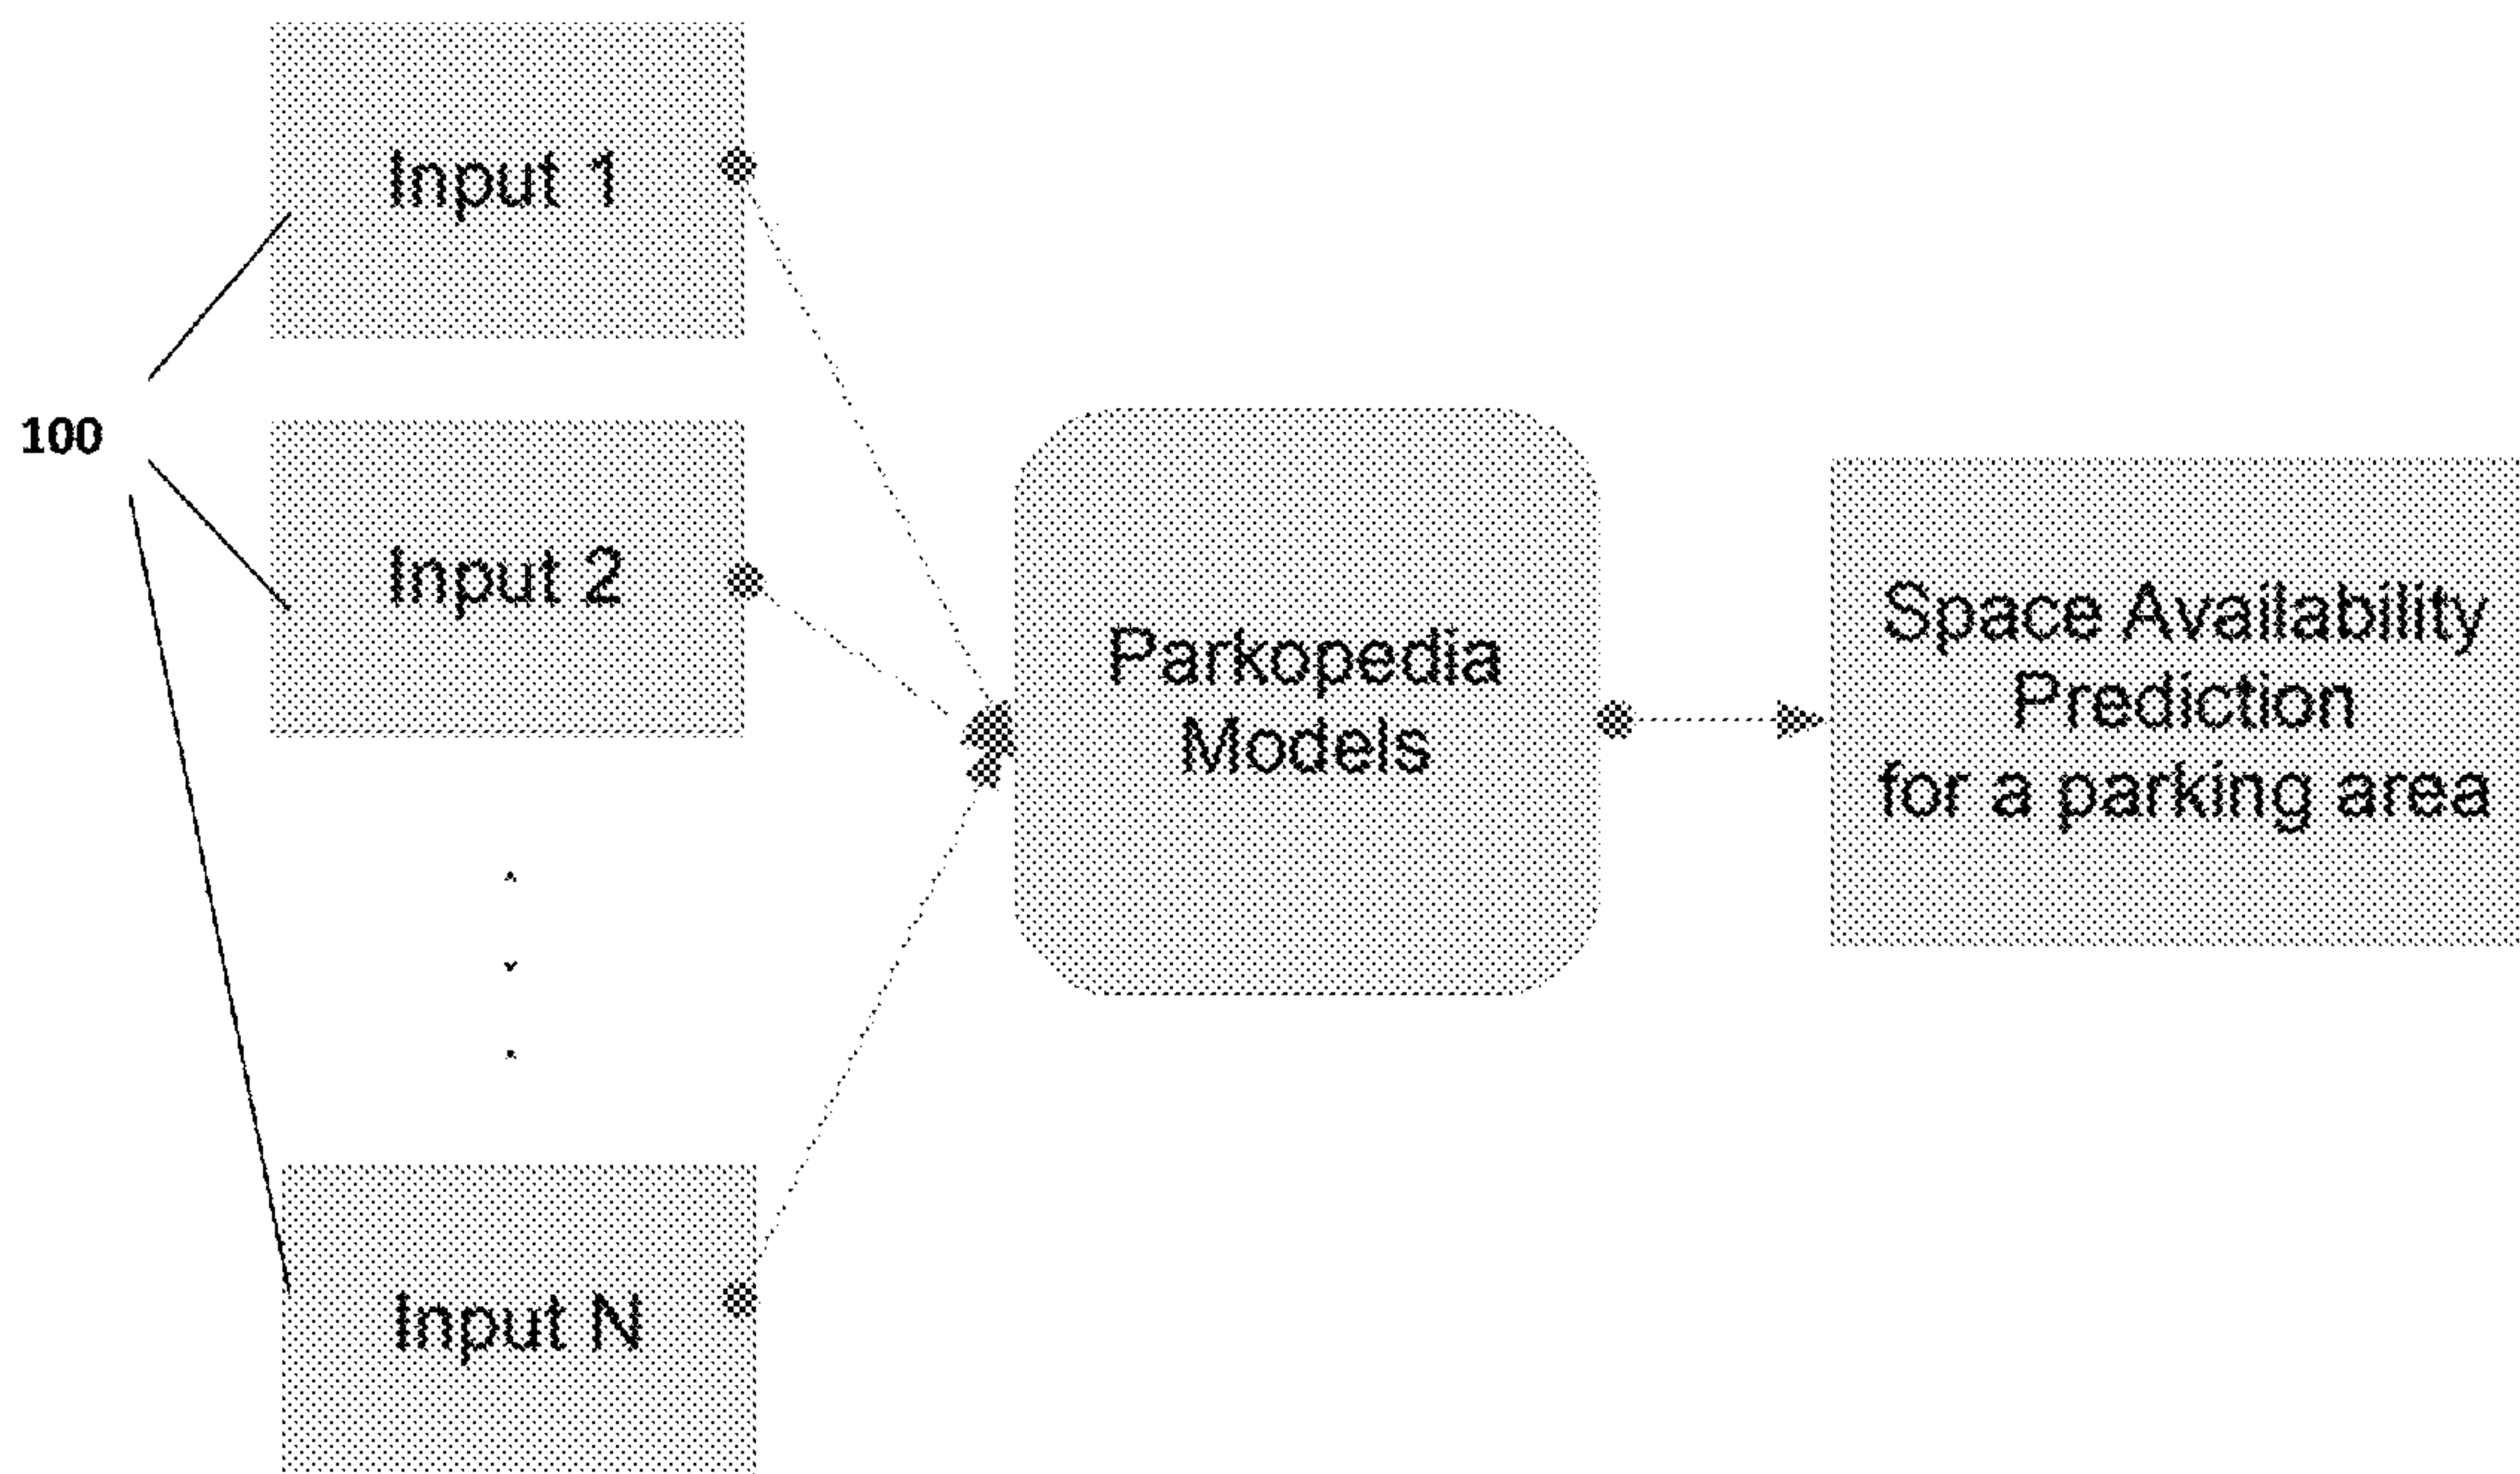 Input 1
100
Input 2
Parkopedia
Models
Space Availability
Prediction
for a parking area
Input N